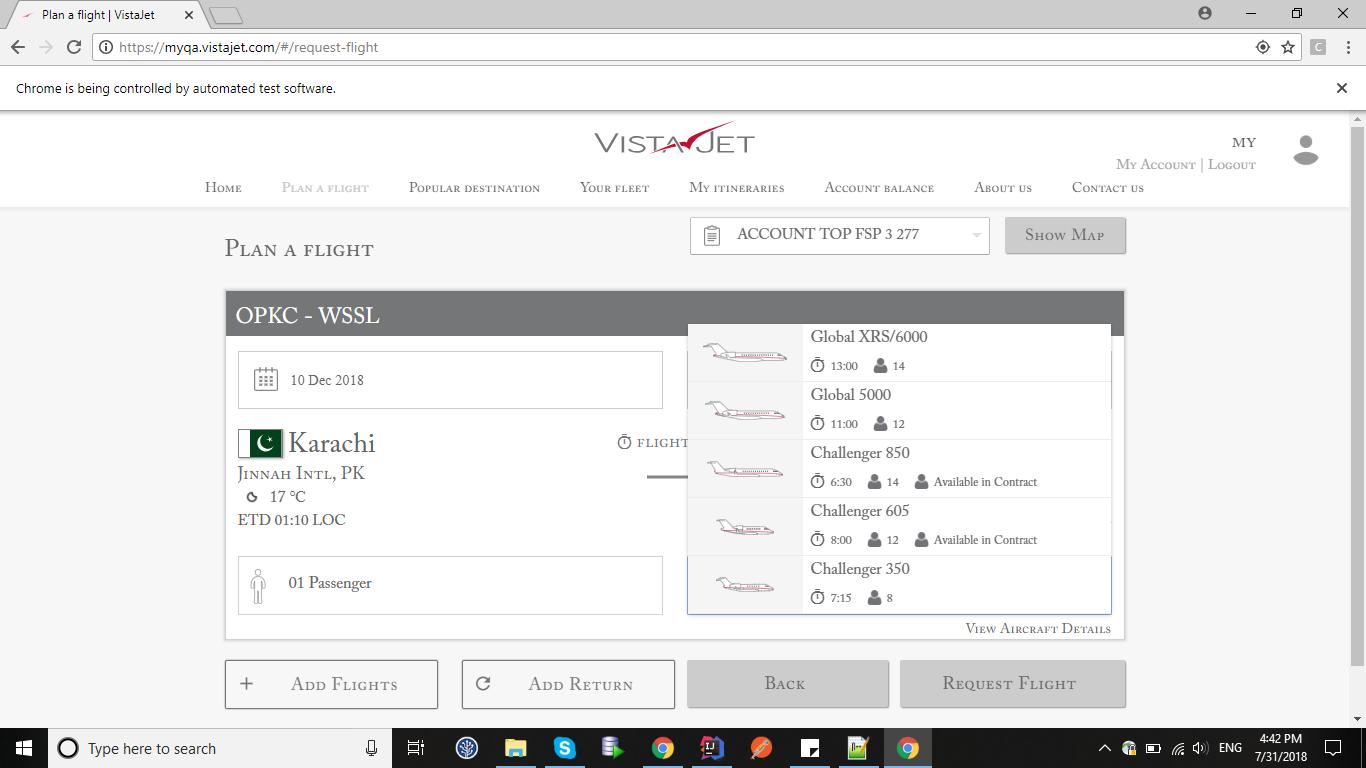 Plan a flight | VistaJet
https://myqa.vistajet.com/#/request-flight
C
Chrome is being controlled by automated test software.
VISTAJET
MY
My Account | Logout
Home Plan a flight Popular destination Your fleet My itineraries Account balance About us Contact us
Plan a flight
ACCOUNT TOP FSP 3 277
Show Map
OPKC - WSSL
10 Dec 2018
Karachi
Jinnah Intl, PK
17 °C
ETD 01:10 LOC
FLIGHT
01 Passenger
Global XRS/6000
13:00 14
Global 5000
11:00 12
Challenger 850
6:30 14 Available in Contract
Challenger 605
8:00 12 Available in Contract
Challenger 350
7:15 8
View Aircraft Details
Add Flights
Add Return
Back
Request Flight
Type here to search
ENG
4:42 PM
7/31/2018